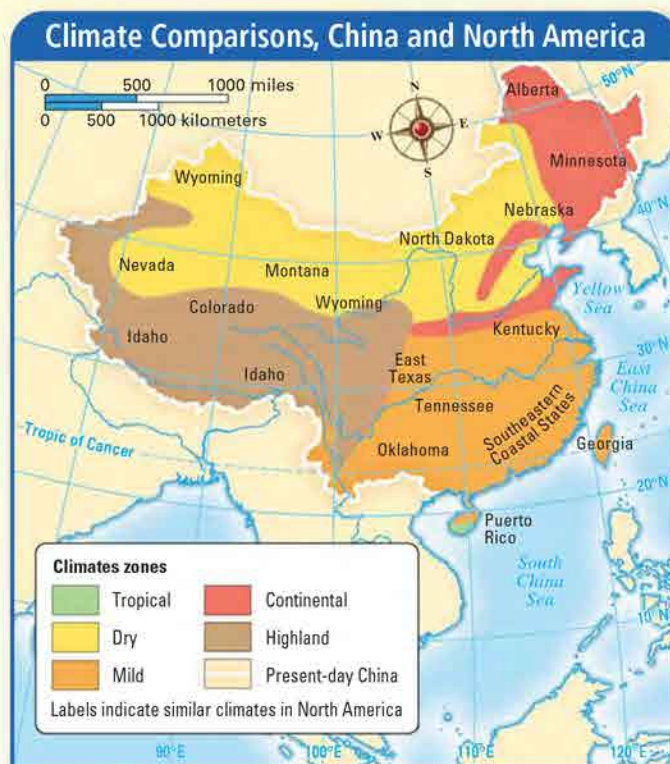 Climate Comparisons, China and North America
0 500 1000 miles
0 500 1000 kilometers
N
W E
S
50°N
Alberta
Minnesota
Wyoming
Nebraska
40°N
North Dakota
Nevada
Montana
Yellow
Sea
Colorado
Wyoming
Kentucky
Idaho
30°N
East
Texas
Idaho
East
China
Sea
Tennessee
Southeastern
Coastal States
Tropic of Cancer
Oklahoma
Georgia
20°N
Puerto
Rico
South
China
Sea
Climates zones
Tropical Continental
Dry Highland
Mild Present-day China
Labels indicate similar climates in North America
10°N
90°E 100°E 110°E 120°E